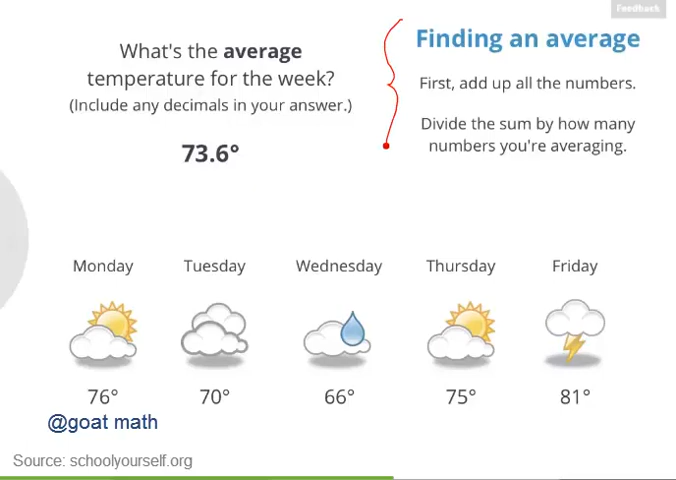 Feedback
What's the average
temperature for the week?
(Include any decimals in your answer.)
73.6°
Finding an average
First, add up all the numbers.
Divide the sum by how many
numbers you're averaging.
Monday Tuesday Wednesday Thursday Friday
76° 70° 66° 75° 81°
@goat math
Source: schoolyourself.org